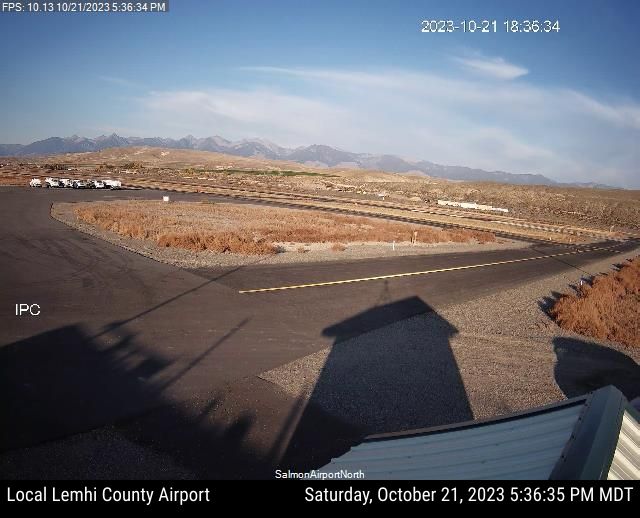 FPS: 10.13 10/21/2023 5:36:34 PM
2023-10-21 18:36:34
IPC
SalmonAirportNorth
Local Lemhi County Airport
Saturday, October 21, 2023 5:36:35 PM MDT